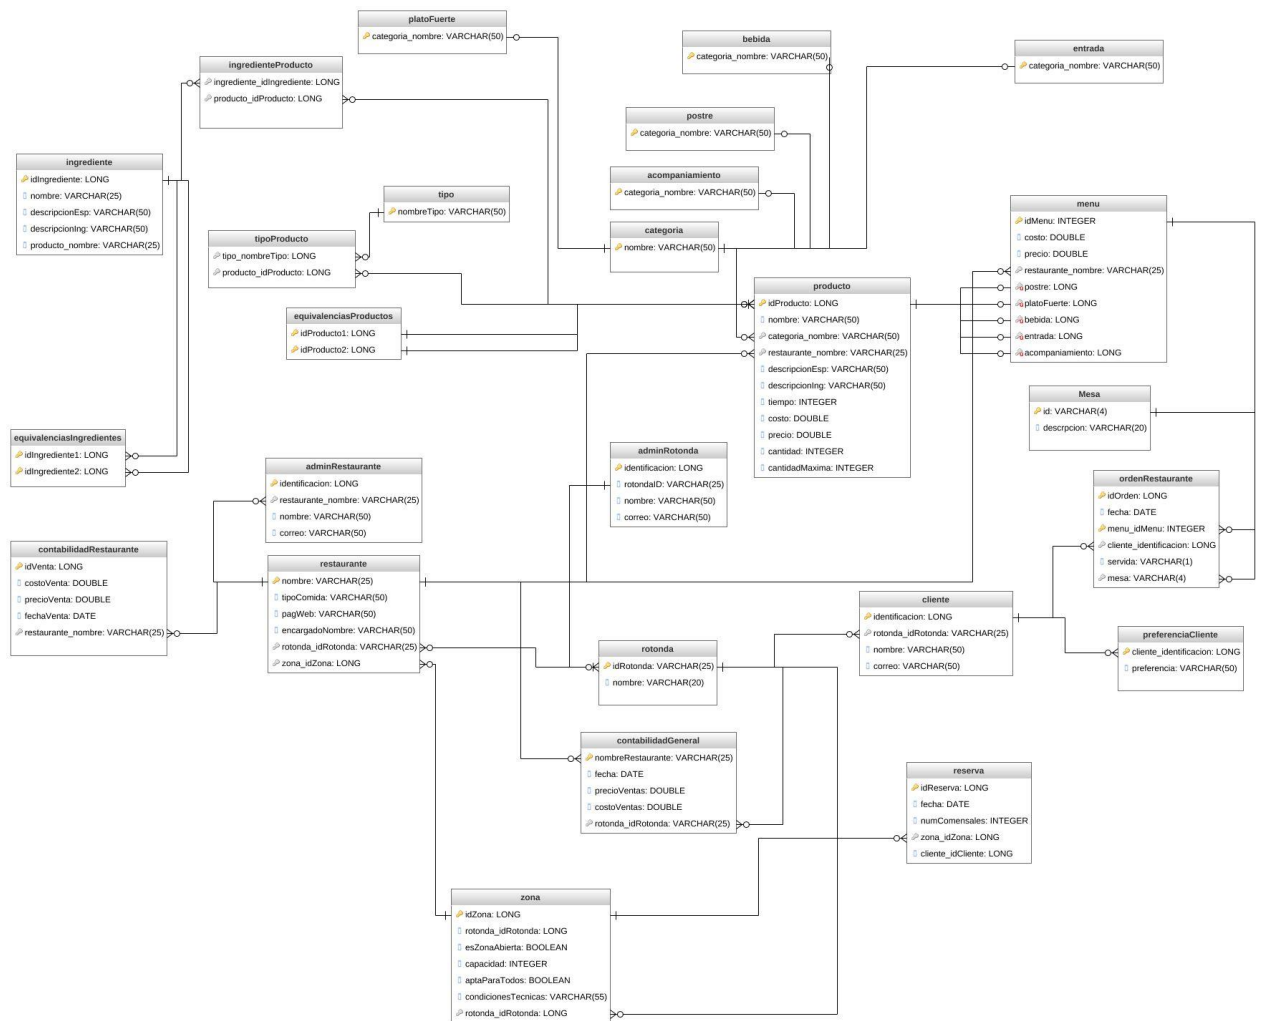 platoFuerte
categoria_nombre: VARCHAR(50)
bebida
categoria_nombre: VARCHAR(50)
entrada
categoria_nombre: VARCHAR(50)
ingredienteProducto
ingrediente_idIngrediente: LONG
producto_idProducto: LONG
postre
categoria_nombre: VARCHAR(50)
ingrediente
idIngrediente: LONG
nombre: VARCHAR(25)
descripcionEsp: VARCHAR(50)
descripcionIng: VARCHAR(50)
producto_nombre: VARCHAR(25)
acompaniamiento
categoria_nombre: VARCHAR(50)
tipo
nombreTipo: VARCHAR(50)
menu
idMenu: INTEGER
costo: DOUBLE
precio: DOUBLE
restaurante_nombre: VARCHAR(25)
postre: LONG
platoFuerte: LONG
bebida: LONG
entrada: LONG
acompaniamiento: LONG
categoria
nombre: VARCHAR(50)
tipoProducto
tipo_nombreTipo: LONG
producto_idProducto: LONG
producto
idProducto: LONG
nombre: VARCHAR(50)
categoria_nombre: VARCHAR(50)
restaurante_nombre: VARCHAR(25)
descripcionEsp: VARCHAR(50)
descripcionIng: VARCHAR(50)
tiempo: INTEGER
costo: DOUBLE
precio: DOUBLE
cantidad: INTEGER
cantidadMaxima: INTEGER
equivalenciasProductos
idProducto1: LONG
idProducto2: LONG
Mesa
id: VARCHAR(4)
descrpcion: VARCHAR(20)
equivalenciasIngredientes
idIngrediente1: LONG
idIngrediente2: LONG
adminRotonda
identificacion: LONG
rotondaID: VARCHAR(25)
nombre: VARCHAR(50)
correo: VARCHAR(50)
adminRestaurante
identificacion: LONG
restaurante_nombre: VARCHAR(25)
nombre: VARCHAR(50)
correo: VARCHAR(50)
ordenRestaurante
idOrden: LONG
fecha: DATE
menu_idMenu: INTEGER
cliente_identificacion: LONG
servida: VARCHAR(1)
mesa: VARCHAR(4)
contabilidadRestaurante
idVenta: LONG
costoVenta: DOUBLE
precioVenta: DOUBLE
fechaVenta: DATE
restaurante_nombre: VARCHAR(25)
restaurante
nombre: VARCHAR(25)
tipoComida: VARCHAR(50)
pagWeb: VARCHAR(50)
encargadoNombre: VARCHAR(50)
rotonda_idRotonda: VARCHAR(25)
zona_idZona: LONG
cliente
identificacion: LONG
rotonda_idRotonda: VARCHAR(25)
nombre: VARCHAR(50)
correo: VARCHAR(50)
preferenciaCliente
cliente_identificacion: LONG
preferencia: VARCHAR(50)
rotonda
idRotonda: VARCHAR(25)
nombre: VARCHAR(20)
contabilidadGeneral
nombreRestaurante: VARCHAR(25)
fecha: DATE
precioVentas: DOUBLE
costoVentas: DOUBLE
rotonda_idRotonda: VARCHAR(25)
reserva
idReserva: LONG
fecha: DATE
numComensales: INTEGER
zona_idZona: LONG
cliente_idCliente: LONG
zona
idZona: LONG
rotonda_idRotonda: LONG
esZonaAbierta: BOOLEAN
capacidad: INTEGER
aptaParaTodos: BOOLEAN
condicionesTecnicas: VARCHAR(55)
rotonda_idRotonda: LONG